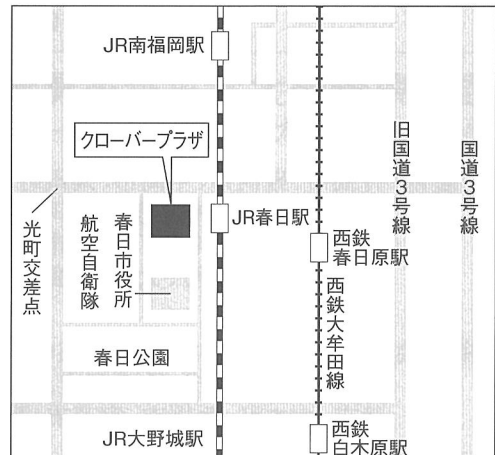 JR南福岡駅
クローバープラザ
旧国道3号線
国道3号線
JR春日駅
光町交差点
航空自衛隊
春日市役所
西鉄
春日原駅
西鉄大牟田線
春日公園
JR大野城駅
西鉄
白木原駅